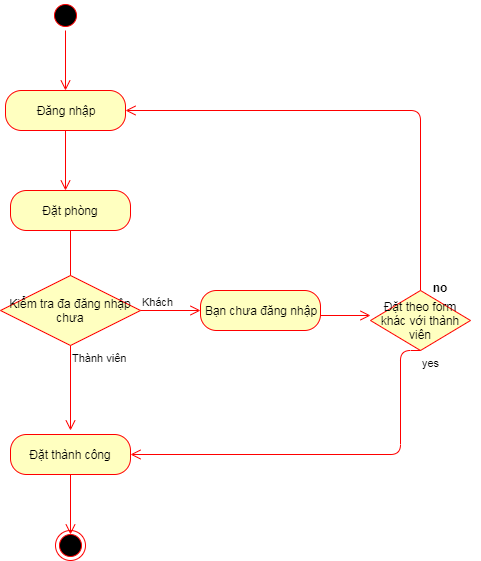 Đăng nhập
Đặt phòng
Kiểm tra đa đăng nhập
chưa
Khách
Bạn chưa đăng nhập
no
Đặt theo form
khác với thành
viên
yes
Thành viên
Đặt thành công